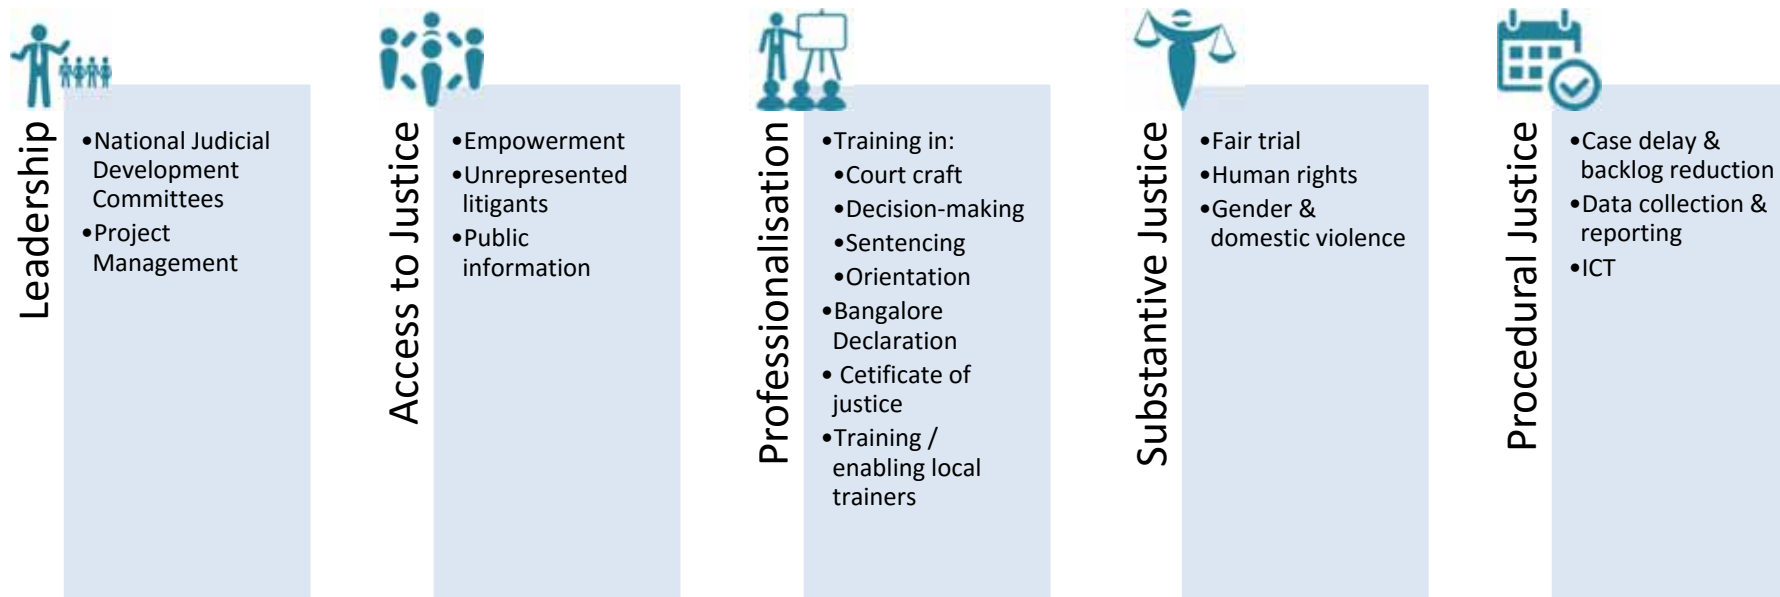 Leadership
•National Judicial
Development
Committees
•Project
Management
Access to Justice
•Empowerment
•Unrepresented
litigants
•Public
information
Professionalisation
•Training in:
•Court craft
•Decision-making
•Sentencing
•Orientation
•Bangalore
Declaration
• Cetificate of
justice
•Training /
enabling local
trainers
Substantive Justice
•Fair trial
•Human rights
•Gender &
domestic violence
Procedural Justice
•Case delay &
backlog reduction
•Data collection &
reporting
•ICT